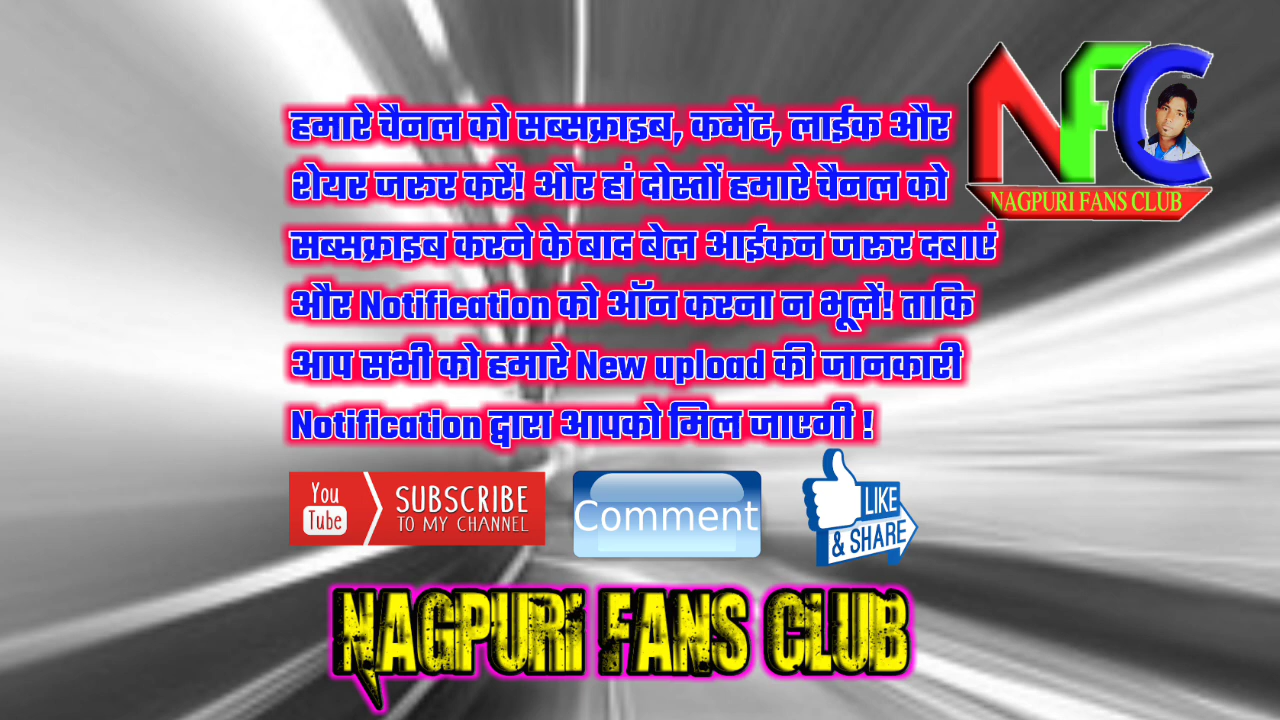 हमारे चैनल को सब्सक्राइब, कमेंट, लाईक और
शेयर जरूर करें! और हां दोस्तों हमारे चैनल को
सब्सक्राइब करने के बाद बेल आईकन जरूर दबाएं
और Notification को ऑन करना न भूलें! ताकि
आप सभी को हमारे New upload की जानकारी
Notification द्वारा आपको मिल जाएगी !
NFC
NAGPURI FANS CLUB
You
Tube
SUBSCRIBE
TO MY CHANNEL
Comment
LIKE
& SHARE
NAGPURI FANS CLUB